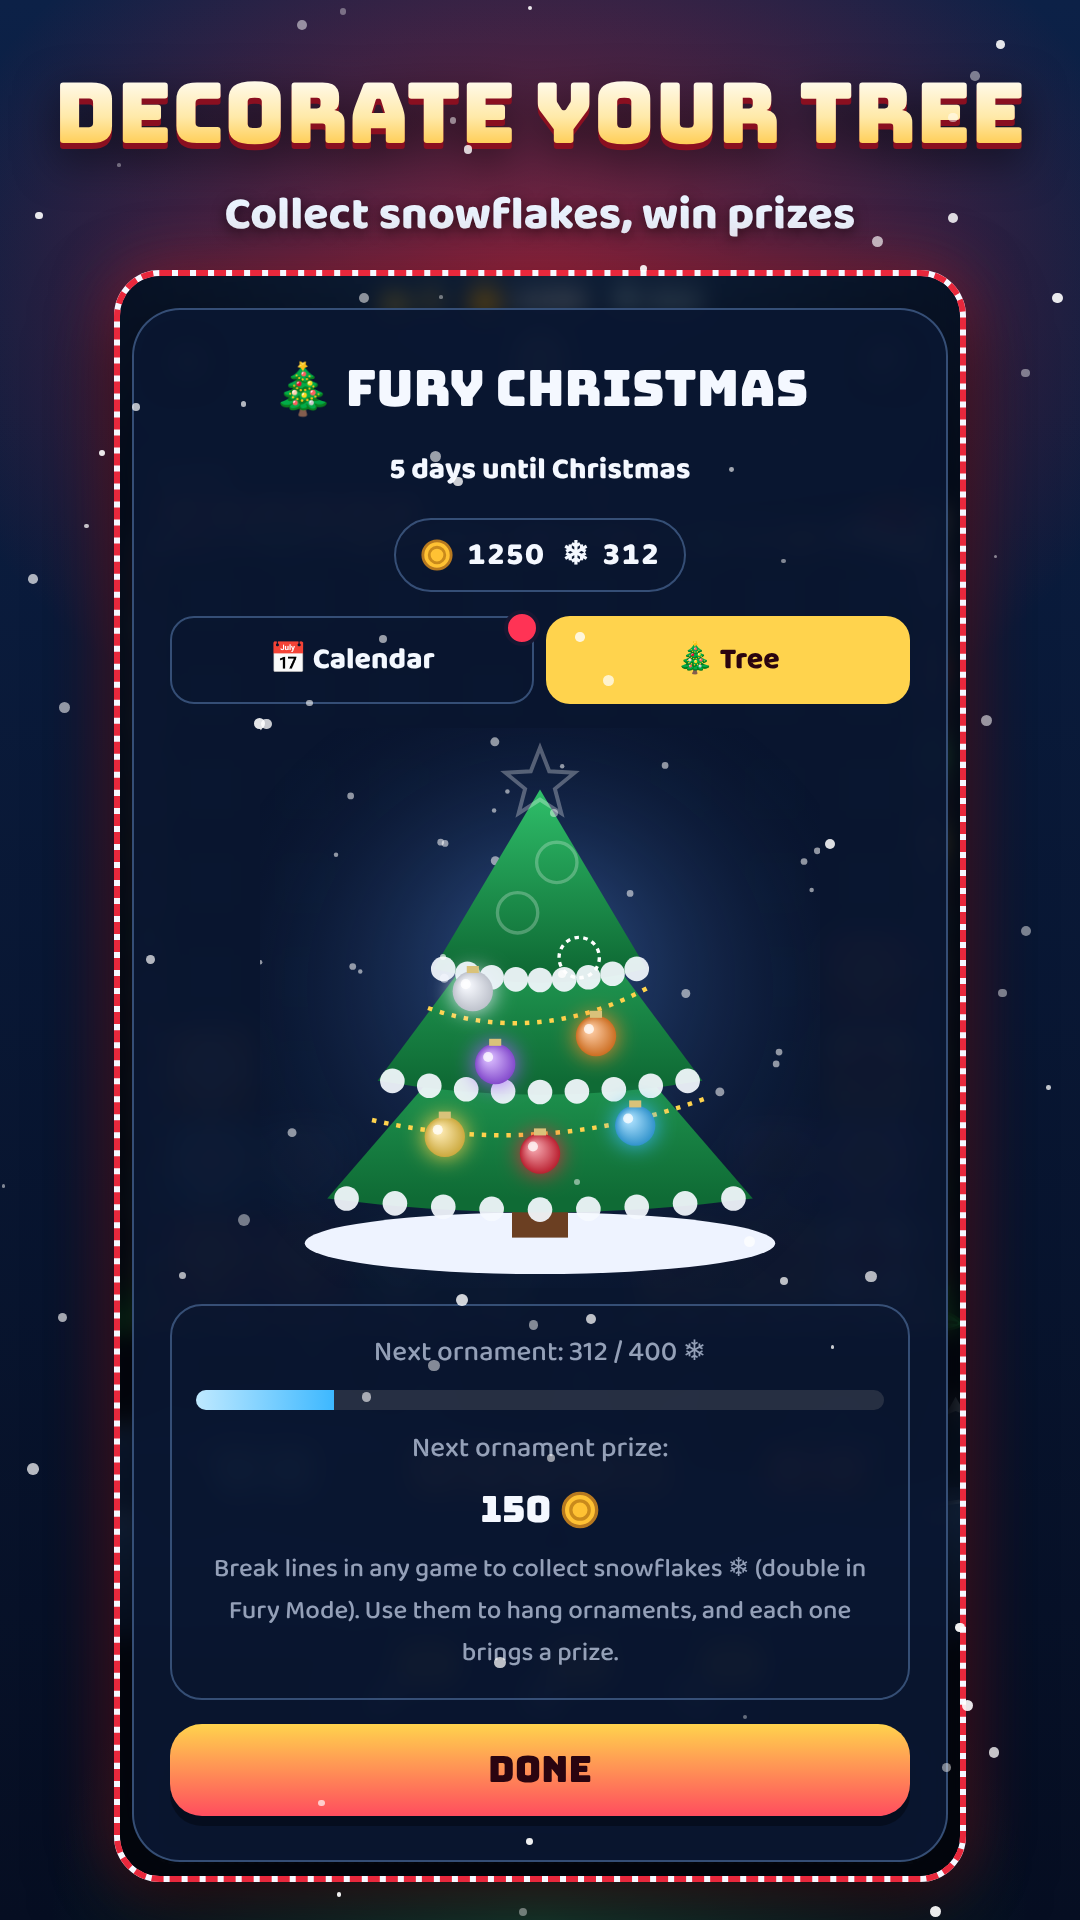 DECORATE YOUR TREE
Collect snowflakes, win prizes
🎄 FURY CHRISTMAS
5 days until Christmas
1250 ❄ 312
📅 Calendar
🎄 Tree
Next ornament: 312 / 400 ❄
Next ornament prize:
150
Break lines in any game to collect snowflakes ❄ (double in
Fury Mode). Use them to hang ornaments, and each one
brings a prize.
DONE